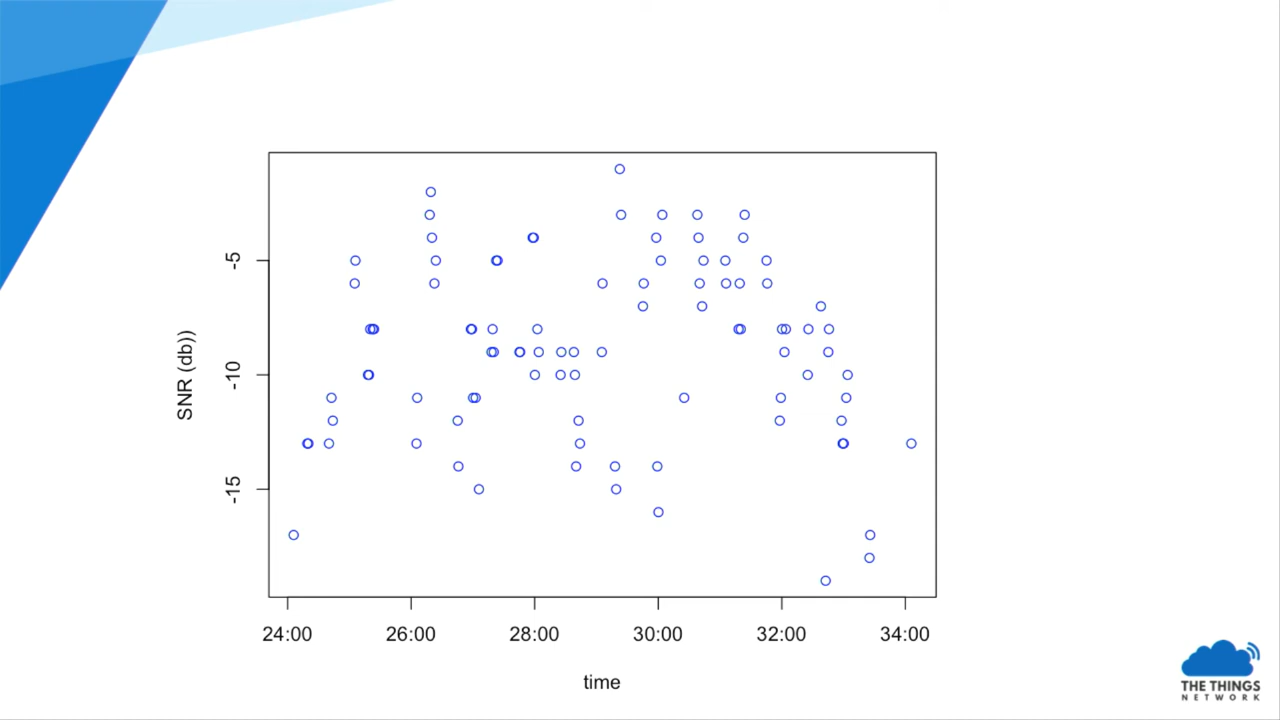 -5
-10
-15
SNR (db))
24:00 26:00 28:00 30:00 32:00 34:00
time
THE THINGS
NETWORK